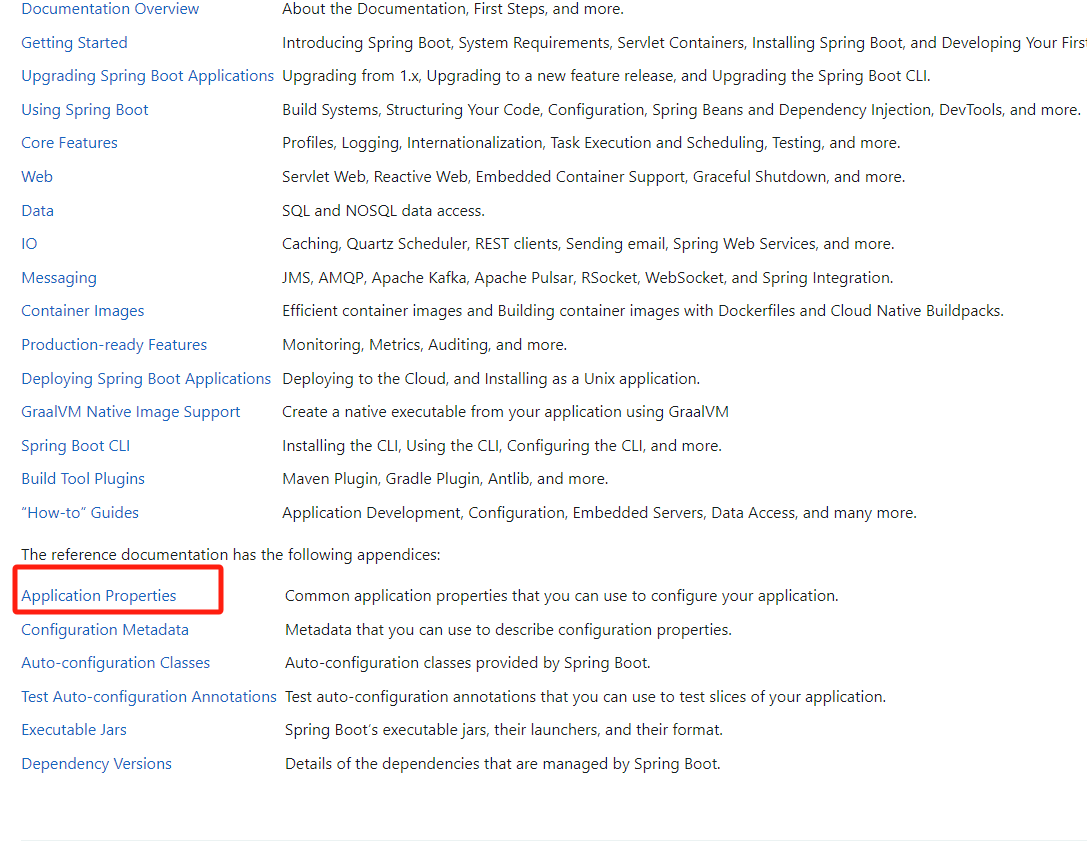 Documentation Overview About the Documentation, First Steps, and more.
Getting Started Introducing Spring Boot, System Requirements, Servlet Containers, Installing Spring Boot, and Developing Your First
Upgrading Spring Boot Applications Upgrading from 1.x, Upgrading to a new feature release, and Upgrading the Spring Boot CLI.
Using Spring Boot Build Systems, Structuring Your Code, Configuration, Spring Beans and Dependency Injection, DevTools, and more.
Core Features Profiles, Logging, Internationalization, Task Execution and Scheduling, Testing, and more.
Web Servlet Web, Reactive Web, Embedded Container Support, Graceful Shutdown, and more.
Data SQL and NOSQL data access.
IO Caching, Quartz Scheduler, REST clients, Sending email, Spring Web Services, and more.
Messaging JMS, AMQP, Apache Kafka, Apache Pulsar, RSocket, WebSocket, and Spring Integration.
Container Images Efficient container images and Building container images with Dockerfiles and Cloud Native Buildpacks.
Production-ready Features Monitoring, Metrics, Auditing, and more.
Deploying Spring Boot Applications Deploying to the Cloud, and Installing as a Unix application.
GraalVM Native Image Support Create a native executable from your application using GraalVM
Spring Boot CLI Installing the CLI, Using the CLI, Configuring the CLI, and more.
Build Tool Plugins Maven Plugin, Gradle Plugin, Antlib, and more.
“How-to” Guides Application Development, Configuration, Embedded Servers, Data Access, and many more.
The reference documentation has the following appendices:
Application Properties Common application properties that you can use to configure your application.
Configuration Metadata Metadata that you can use to describe configuration properties.
Auto-configuration Classes Auto-configuration classes provided by Spring Boot.
Test Auto-configuration Annotations Test auto-configuration annotations that you can use to test slices of your application.
Executable Jars Spring Boot’s executable jars, their launchers, and their format.
Dependency Versions Details of the dependencies that are managed by Spring Boot.